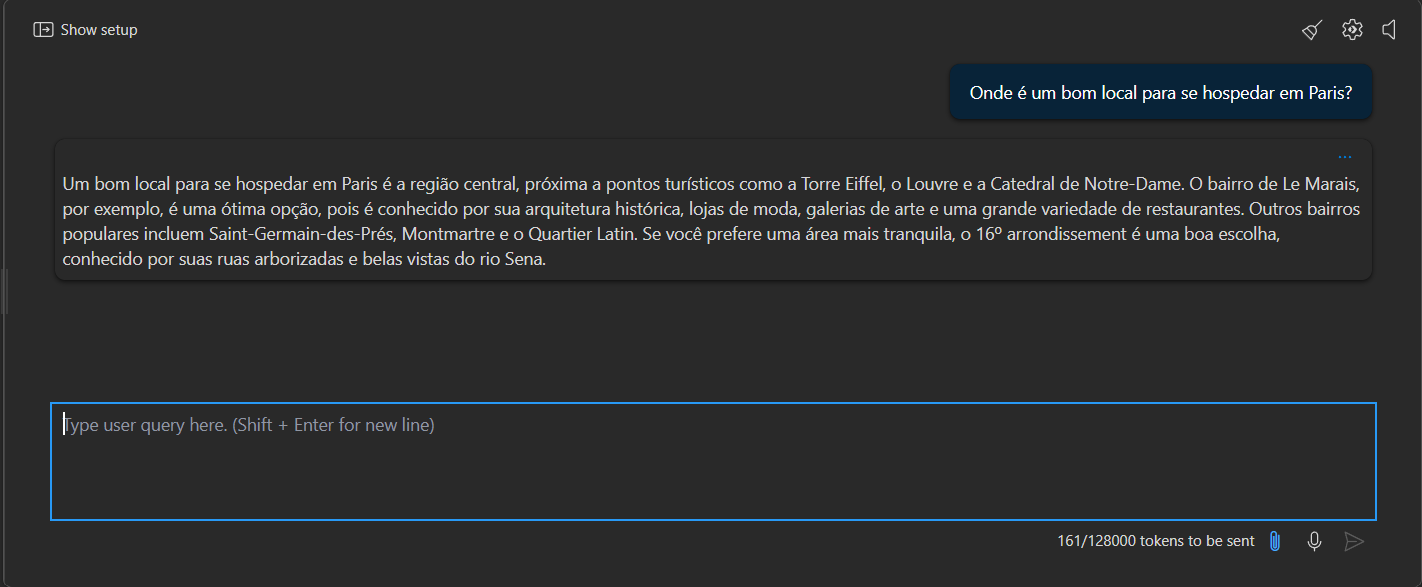 Show setup
Onde é um bom local para se hospedar em Paris?
...
Um bom local para se hospedar em Paris é a região central, próxima a pontos turísticos como a Torre Eiffel, o Louvre e a Catedral de Notre-Dame. O bairro de Le Marais,
por exemplo, é uma ótima opção, pois é conhecido por sua arquitetura histórica, lojas de moda, galerias de arte e uma grande variedade de restaurantes. Outros bairros
populares incluem Saint-Germain-des-Prés, Montmartre e o Quartier Latin. Se você prefere uma área mais tranquila, o 16º arrondissement é uma boa escolha,
conhecido por suas ruas arborizadas e belas vistas do rio Sena.
Type user query here. (Shift + Enter for new line)
161/128000 tokens to be sent